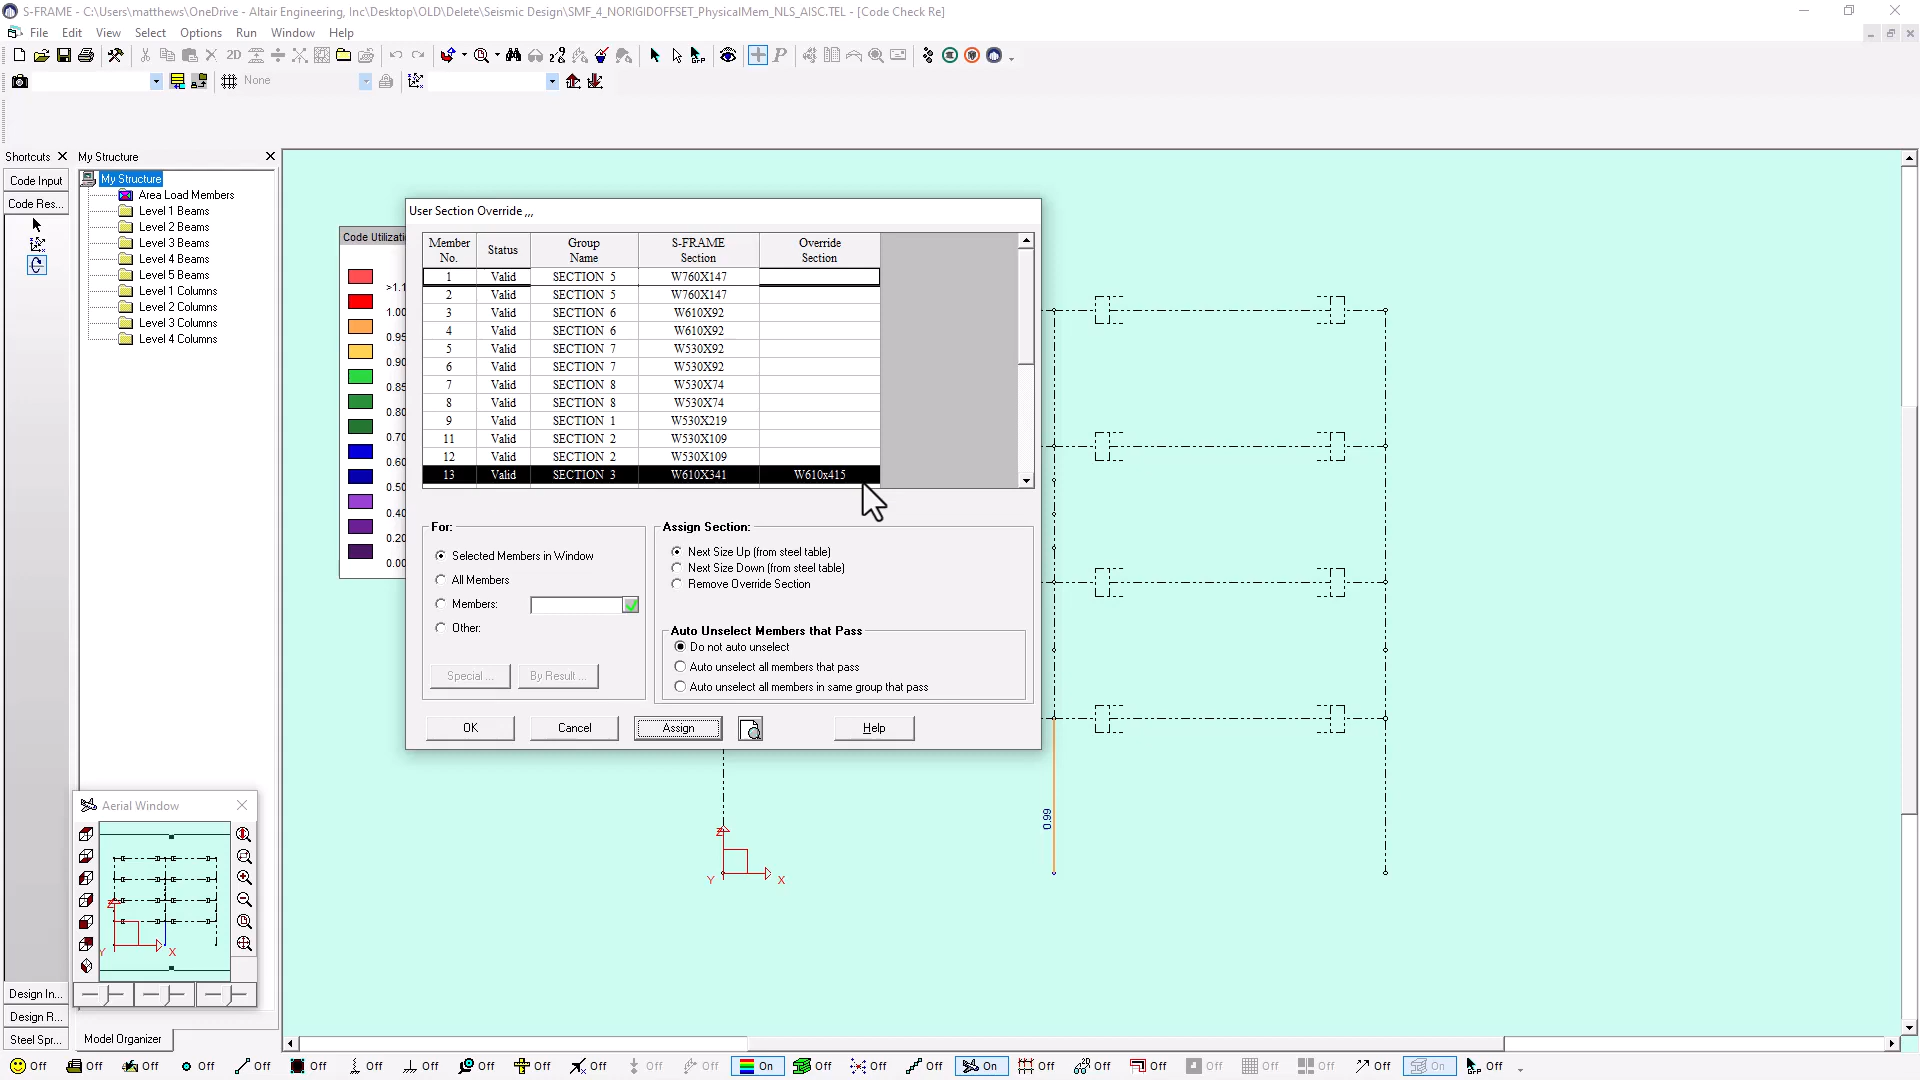 S-FRAME - C:\Users\matthews\OneDrive - Altair Engineering, Inc\Desktop\OLD\Delete\Seismic Design\SMF_4_NORIGIDOFFSET_PhysicalMem_NLS_AISC.TEL - [Code Check Re]
File Edit View Select Options Run Window Help
2D
P
None
Shortcuts
My Structure
Code Input
Code Res...
My Structure
Area Load Members
Level 1 Beams
Level 2 Beams
Level 3 Beams
Level 4 Beams
Level 5 Beams
Level 1 Columns
Level 2 Columns
Level 3 Columns
Level 4 Columns
Code Utilizati
>1.1
1.00
0.95
0.90
0.85
0.80
0.70
0.60
0.50
0.40
0.20
0.00
User Section Override ,,,
Member No. Status Group Name S-FRAME Section Override Section
1 Valid SECTION 5 W760X147
2 Valid SECTION 5 W760X147
3 Valid SECTION 6 W610X92
4 Valid SECTION 6 W610X92
5 Valid SECTION 7 W530X92
6 Valid SECTION 7 W530X92
7 Valid SECTION 8 W530X74
8 Valid SECTION 8 W530X74
9 Valid SECTION 1 W530X219
11 Valid SECTION 2 W530X109
12 Valid SECTION 2 W530X109
13 Valid SECTION 3 W610X341 W610x415
For:
Selected Members in Window
All Members
Members:
Other:
Special ... By Result ...
Assign Section:
Next Size Up (from steel table)
Next Size Down (from steel table)
Remove Override Section
Auto Unselect Members that Pass
Do not auto unselect
Auto unselect all members that pass
Auto unselect all members in same group that pass
OK Cancel Assign Help
0.99
Z
Y X
Aerial Window
Y X
Design In...
Design R...
Steel Spr...
Model Organizer
Off Off Off Off Off Off Off Off Off Off Off Off Off On Off Off Off On Off Off Off Off Off Off Off On Off